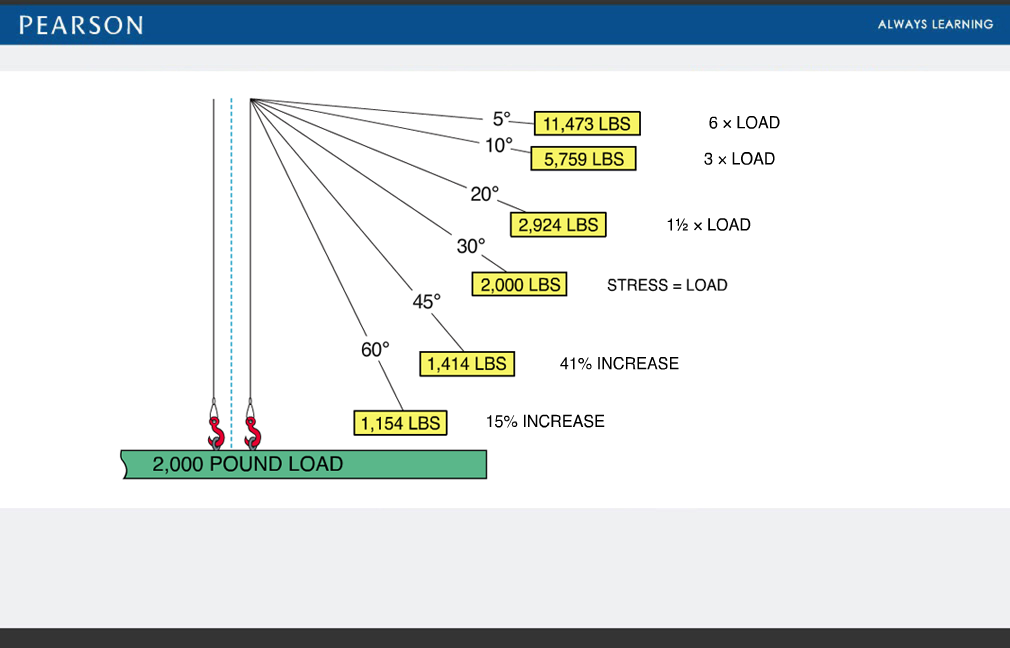 PEARSON
ALWAYS LEARNING
5° 11,473 LBS 6 × LOAD
10° 5,759 LBS 3 × LOAD
20°
2,924 LBS 1½ × LOAD
30°
2,000 LBS STRESS = LOAD
45°
1,414 LBS 41% INCREASE
60°
1,154 LBS 15% INCREASE
2,000 POUND LOAD